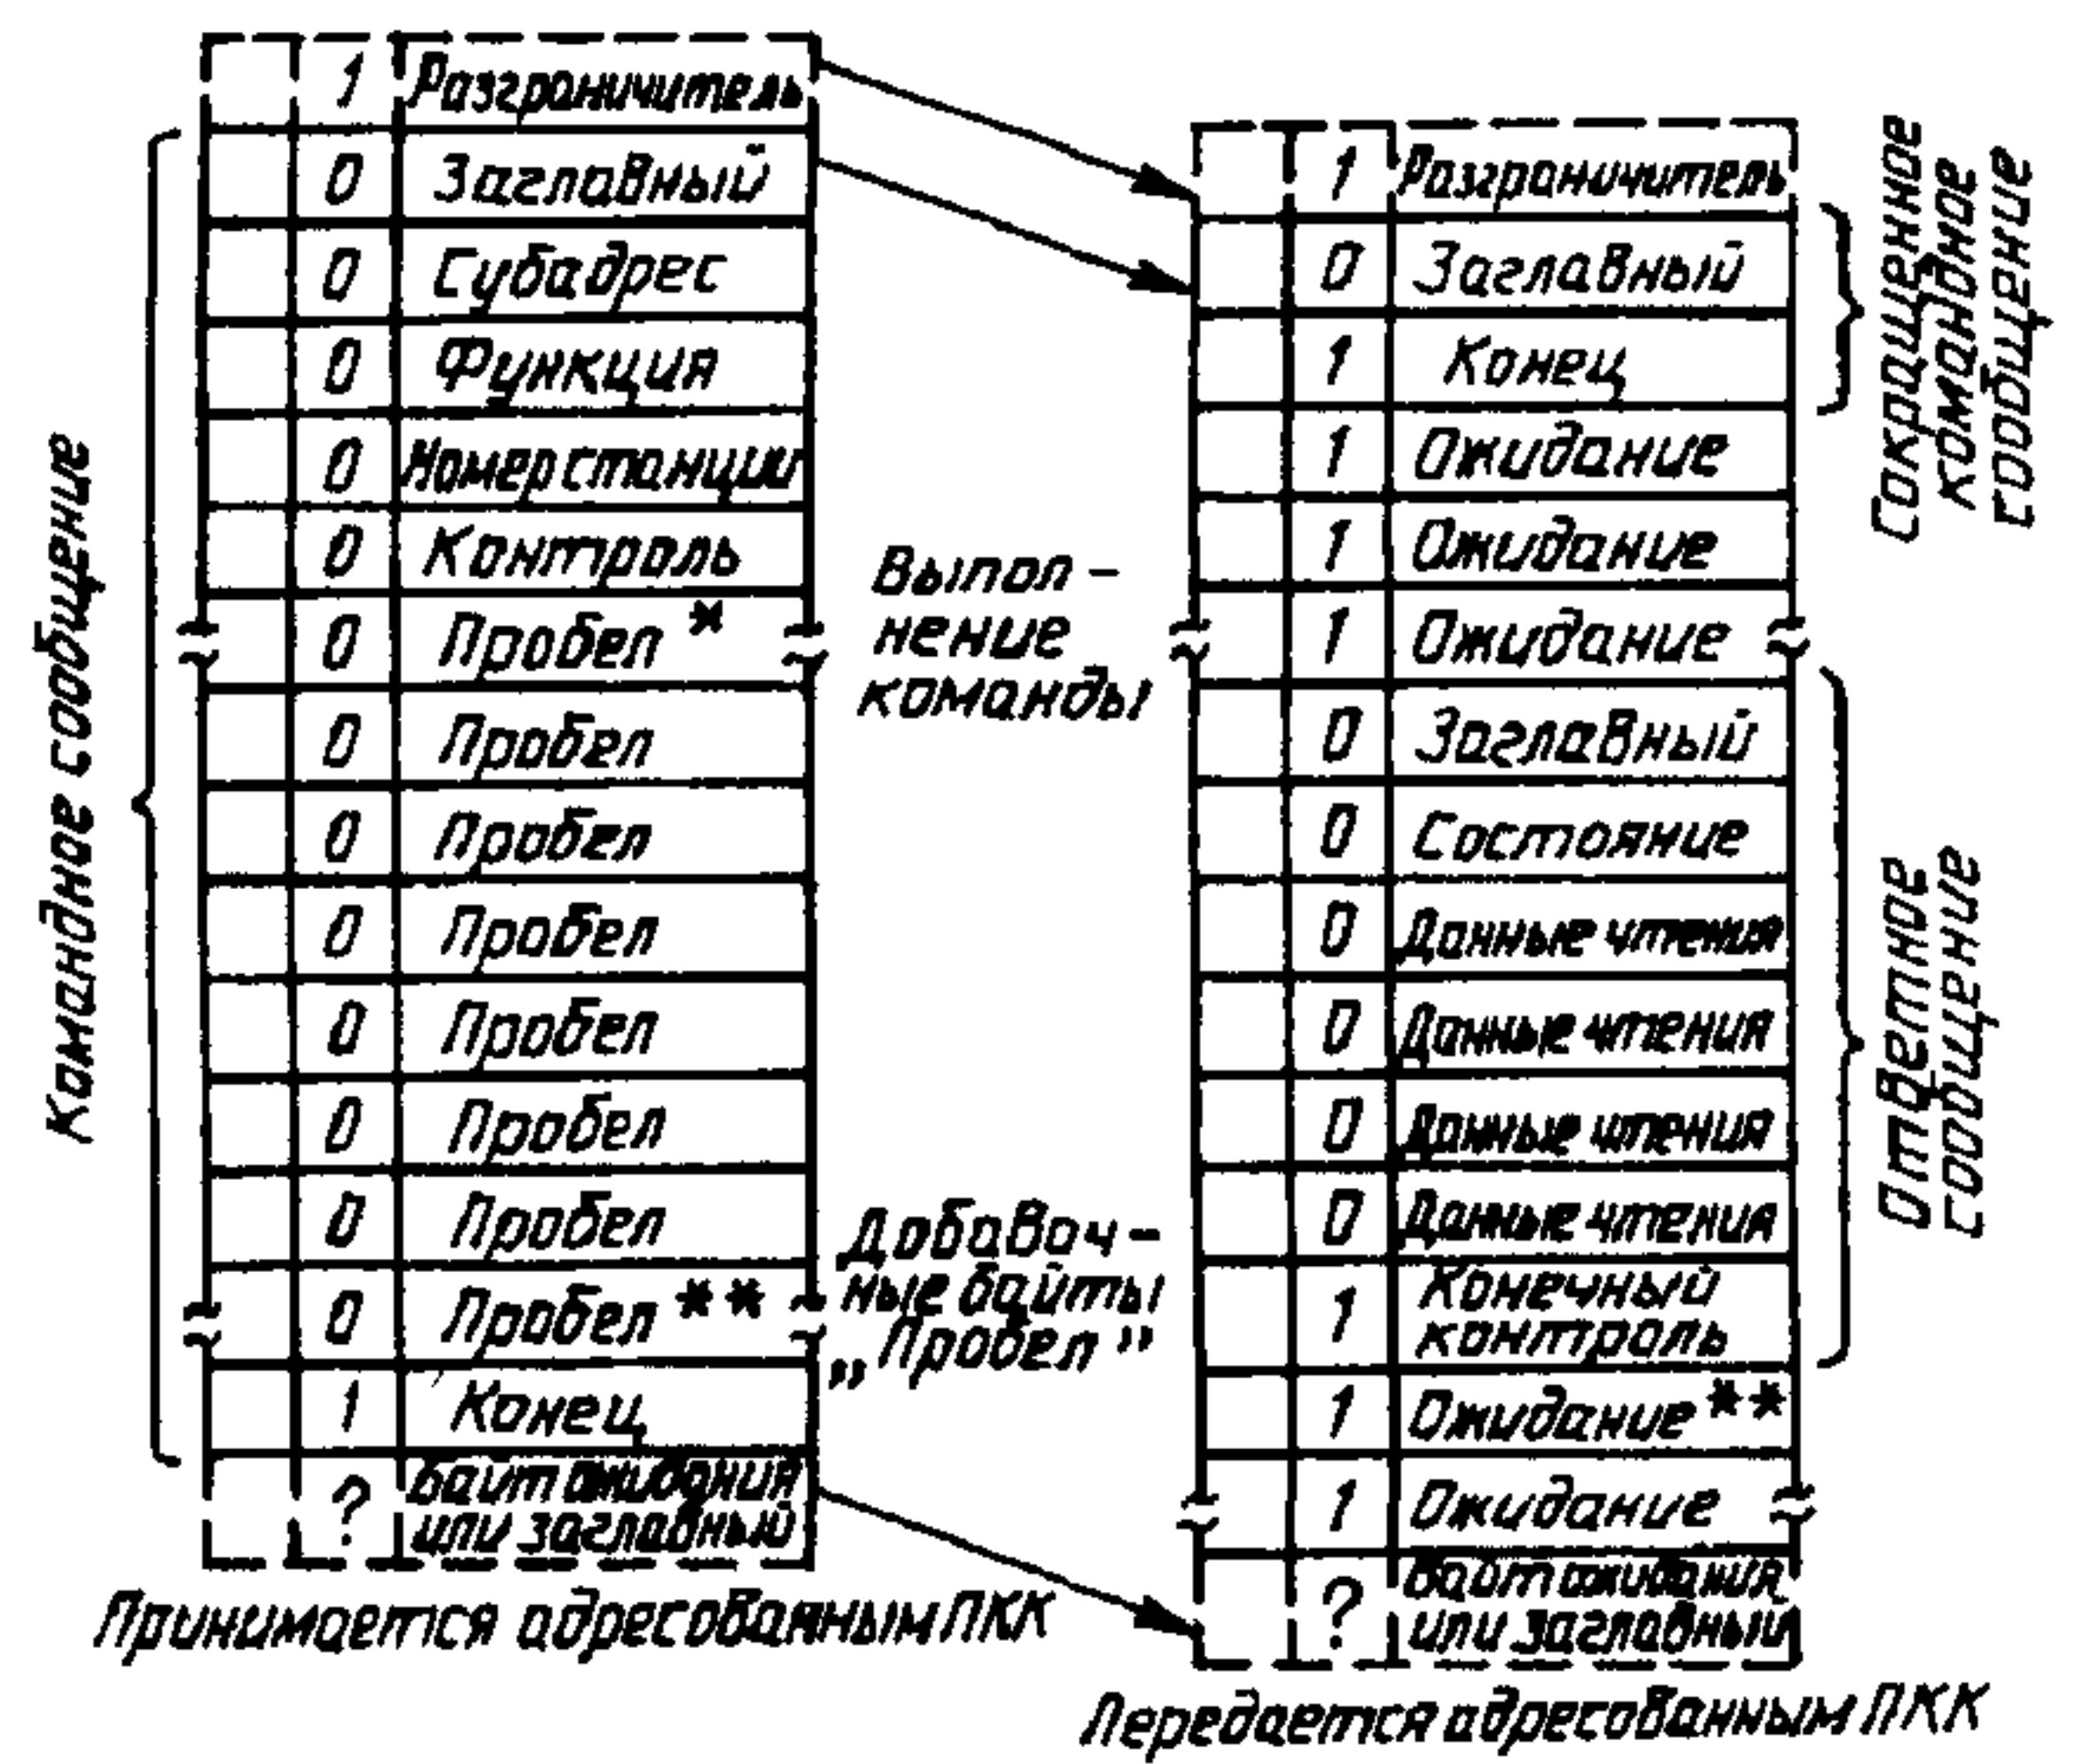 Командное сообщение
1 Разграничитель
0 Заглавный
0 Субадрес
0 Функция
0 Номер станции
0 Контроль
0 Пробел *
0 Пробел
0 Пробел
0 Пробел
0 Пробел
0 Пробел
0 Пробел
0 Пробел **
1 Конец
? Байт ожидания
или заглавный
Принимается адресованным ПКК
Выпол-
нение
команды
Добавоч-
ные байты
„Пробел"
1 Разграничитель
0 Заглавный
1 Конец
1 Ожидание
1 Ожидание
1 Ожидание
0 Заглавный
0 Состояние
0 Данные чтения
0 Данные чтения
0 Данные чтения
0 Данные чтения
1 Конечный
контроль
1 Ожидание **
1 Ожидание
? Байт ожидания
или заглавный
Передается адресованным ПКК
Сокращенное
командное
сообщение
Ответное
сообщение